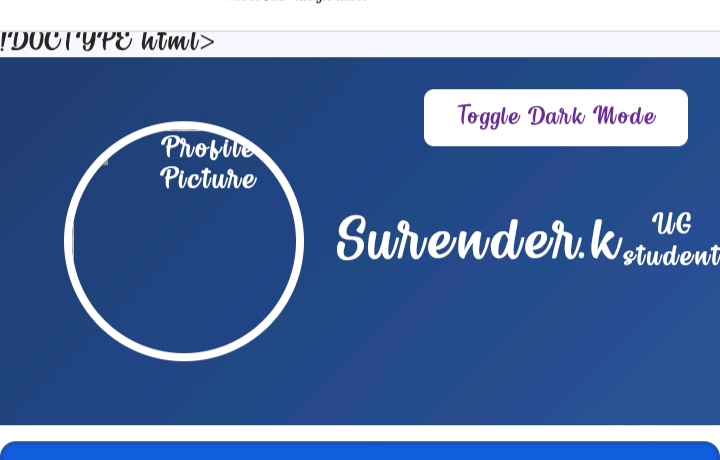 !DOCTYPE html>
Toggle Dark Mode
Profile
Picture
Surender.k
UG
student